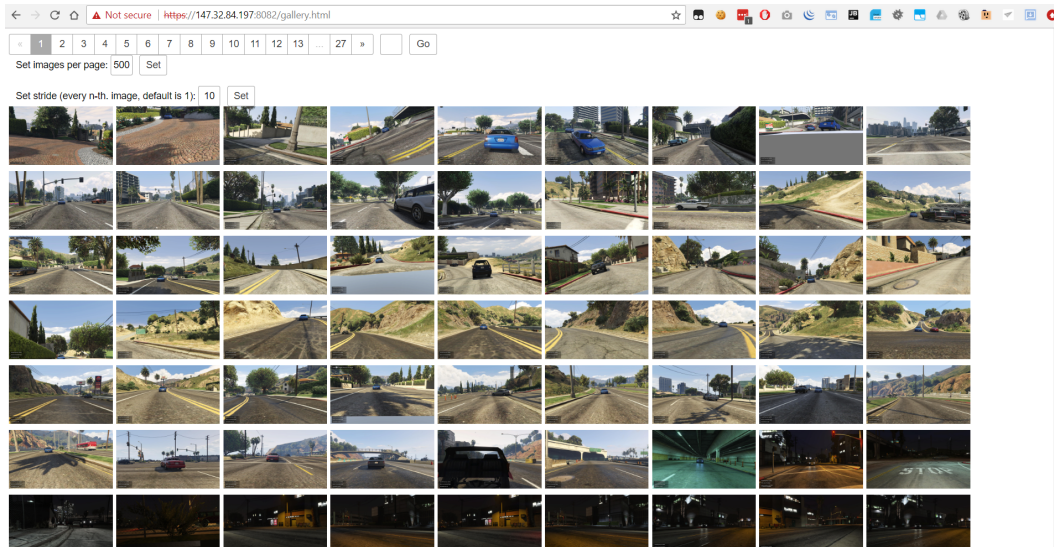 Not secure | https://147.32.84.197:8082/gallery.html
« 1 2 3 4 5 6 7 8 9 10 11 12 13 ... 27 » Go
Set images per page: 500 Set
Set stride (every n-th. image, default is 1): 10 Set
STOP